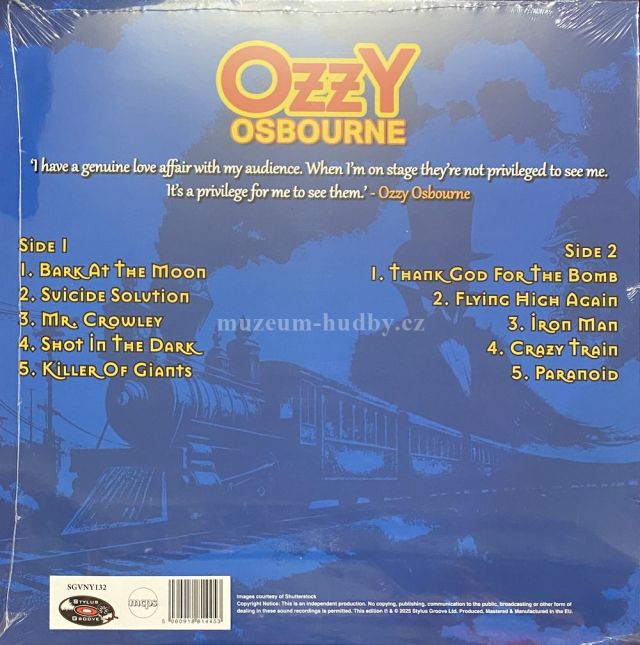 OZZY
OSBOURNE
'I have a genuine love affair with my audience. When I'm on stage they're not privileged to see me.
It's a privilege for me to see them.' - Ozzy Osbourne
Side 1
1. Bark At The Moon
2. Suicide Solution
3. Mr. Crowley
4. Shot In The Dark
5. Killer Of Giants
Side 2
1. Thank God For The Bomb
2. Flying High Again
3. Iron Man
4. Crazy Train
5. Paranoid
muzeum-hudby.cz
SGVNY132
STYLUS
GROOVE
mcps
5 060918 814453
Images courtesy of Shutterstock
Copyright Notice: This is an independent production. No copying, publishing, communication to the public, broadcasting or other form of
dealing in these sound recordings is permitted. This edition ℗ & © 2025 Stylus Groove Ltd. Produced, Mastered & Manufactured in the EU.